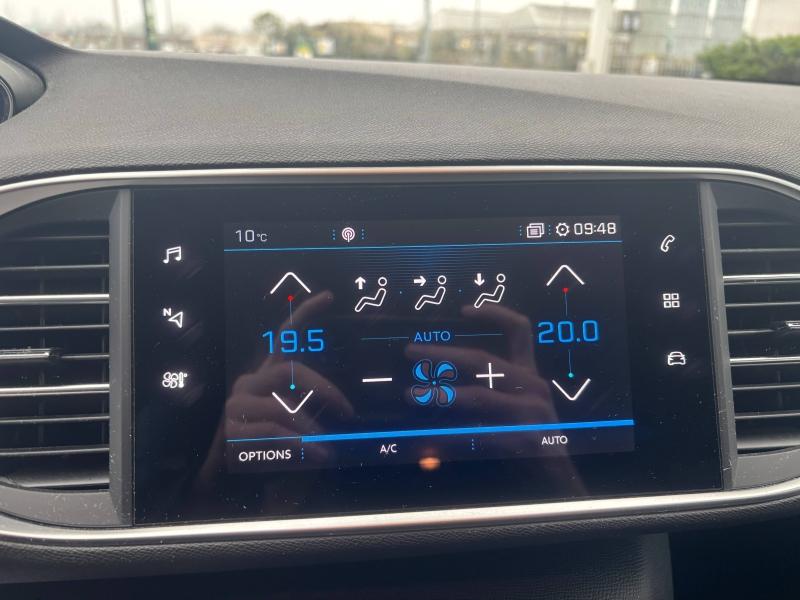 10°C 09:48
N
19.5 AUTO 20.0
OPTIONS A/C AUTO